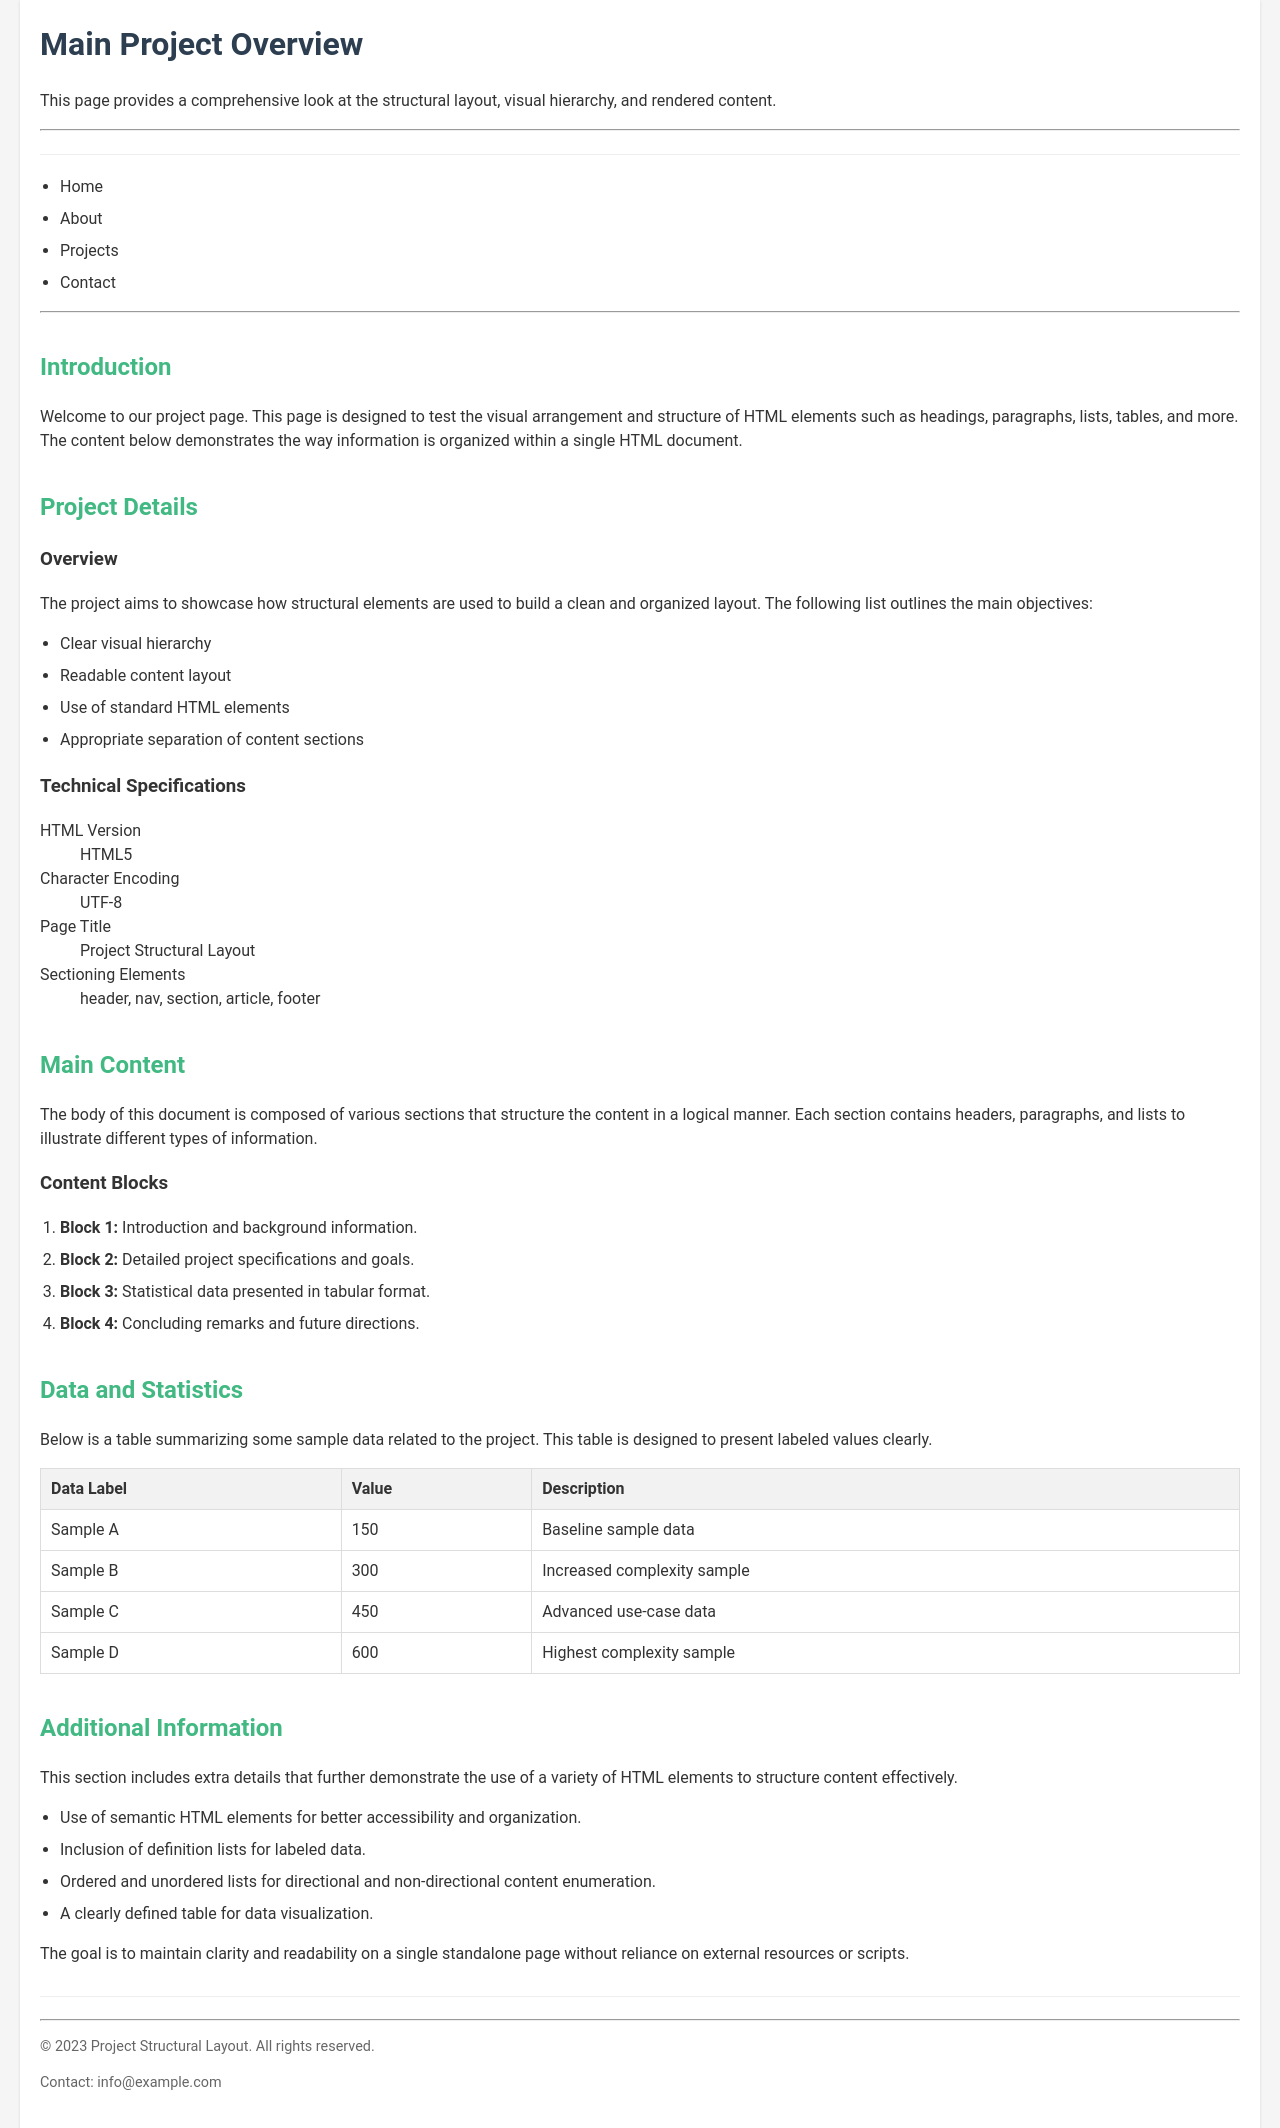 Main Project Overview
This page provides a comprehensive look at the structural layout, visual hierarchy, and rendered content.
Home
About
Projects
Contact
Introduction
Welcome to our project page. This page is designed to test the visual arrangement and structure of HTML elements such as headings, paragraphs, lists, tables, and more.
The content below demonstrates the way information is organized within a single HTML document.
Project Details
Overview
The project aims to showcase how structural elements are used to build a clean and organized layout. The following list outlines the main objectives:
Clear visual hierarchy
Readable content layout
Use of standard HTML elements
Appropriate separation of content sections
Technical Specifications
HTML Version
HTML5
Character Encoding
UTF-8
Page Title
Project Structural Layout
Sectioning Elements
header, nav, section, article, footer
Main Content
The body of this document is composed of various sections that structure the content in a logical manner. Each section contains headers, paragraphs, and lists to
illustrate different types of information.
Content Blocks
1. Block 1: Introduction and background information.
2. Block 2: Detailed project specifications and goals.
3. Block 3: Statistical data presented in tabular format.
4. Block 4: Concluding remarks and future directions.
Data and Statistics
Below is a table summarizing some sample data related to the project. This table is designed to present labeled values clearly.
Data Label Value Description
Sample A 150 Baseline sample data
Sample B 300 Increased complexity sample
Sample C 450 Advanced use-case data
Sample D 600 Highest complexity sample
Additional Information
This section includes extra details that further demonstrate the use of a variety of HTML elements to structure content effectively.
Use of semantic HTML elements for better accessibility and organization.
Inclusion of definition lists for labeled data.
Ordered and unordered lists for directional and non-directional content enumeration.
A clearly defined table for data visualization.
The goal is to maintain clarity and readability on a single standalone page without reliance on external resources or scripts.
© 2023 Project Structural Layout. All rights reserved.
Contact: info@example.com